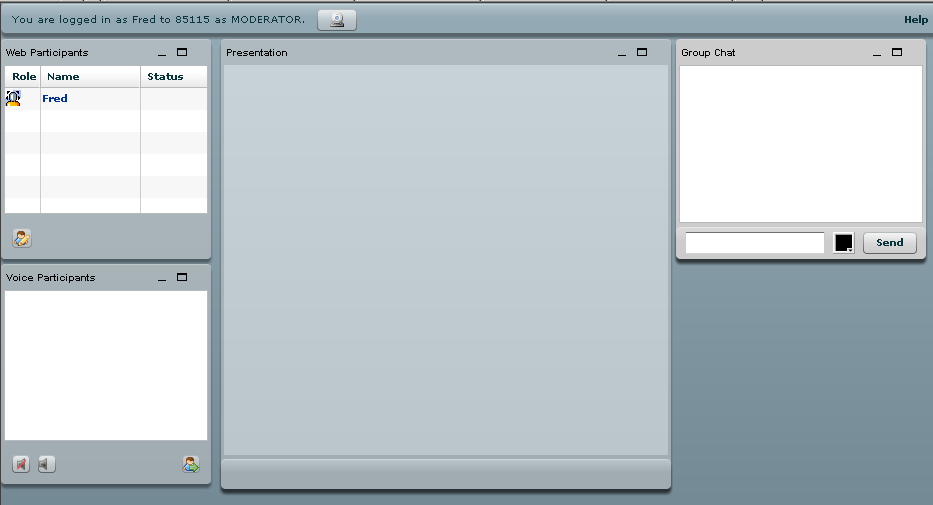 You are logged in as Fred to 85115 as MODERATOR.
Help
Web Participants
Role Name Status
Fred
Voice Participants
Presentation
Group Chat
Send